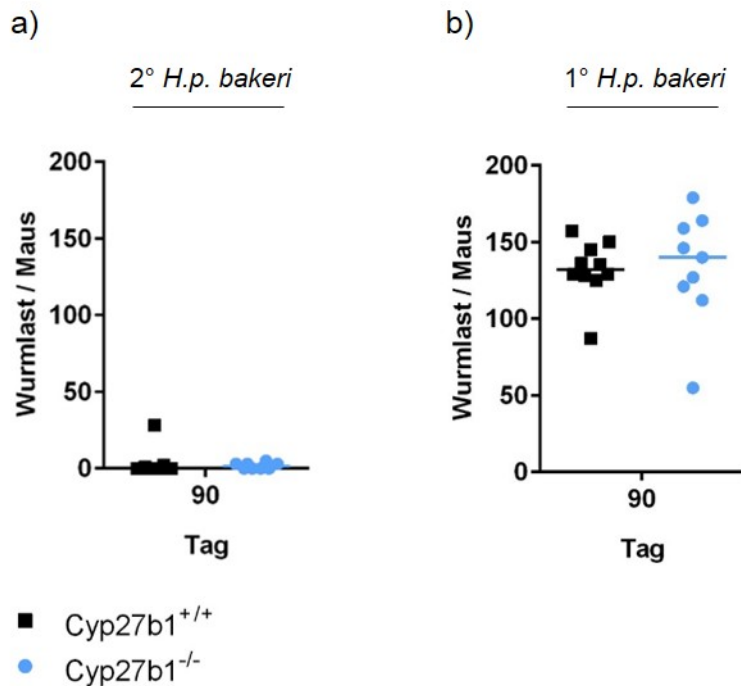 a)
2° H.p. bakeri
Wurmlast / Maus
200
150
100
50
0
90
Tag
b)
1° H.p. bakeri
Wurmlast / Maus
200
150
100
50
0
90
Tag
Cyp27b1+/+
Cyp27b1-/-